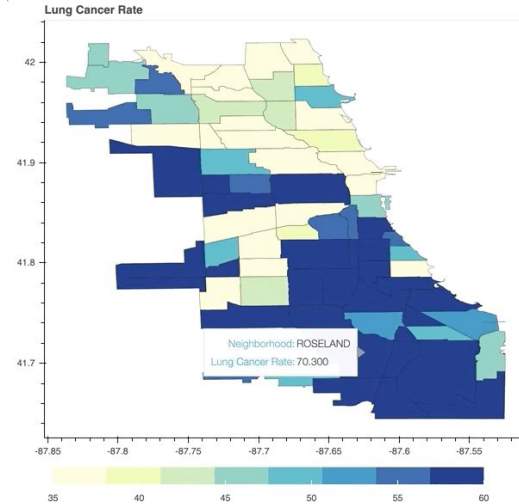 Lung Cancer Rate
42
41.9
41.8
Neighborhood: ROSELAND
Lung Cancer Rate: 70.300
41.7
-87.85 -87.8 -87.75 -87.7 -87.65 -87.6 -87.55
35 40 45 50 55 60